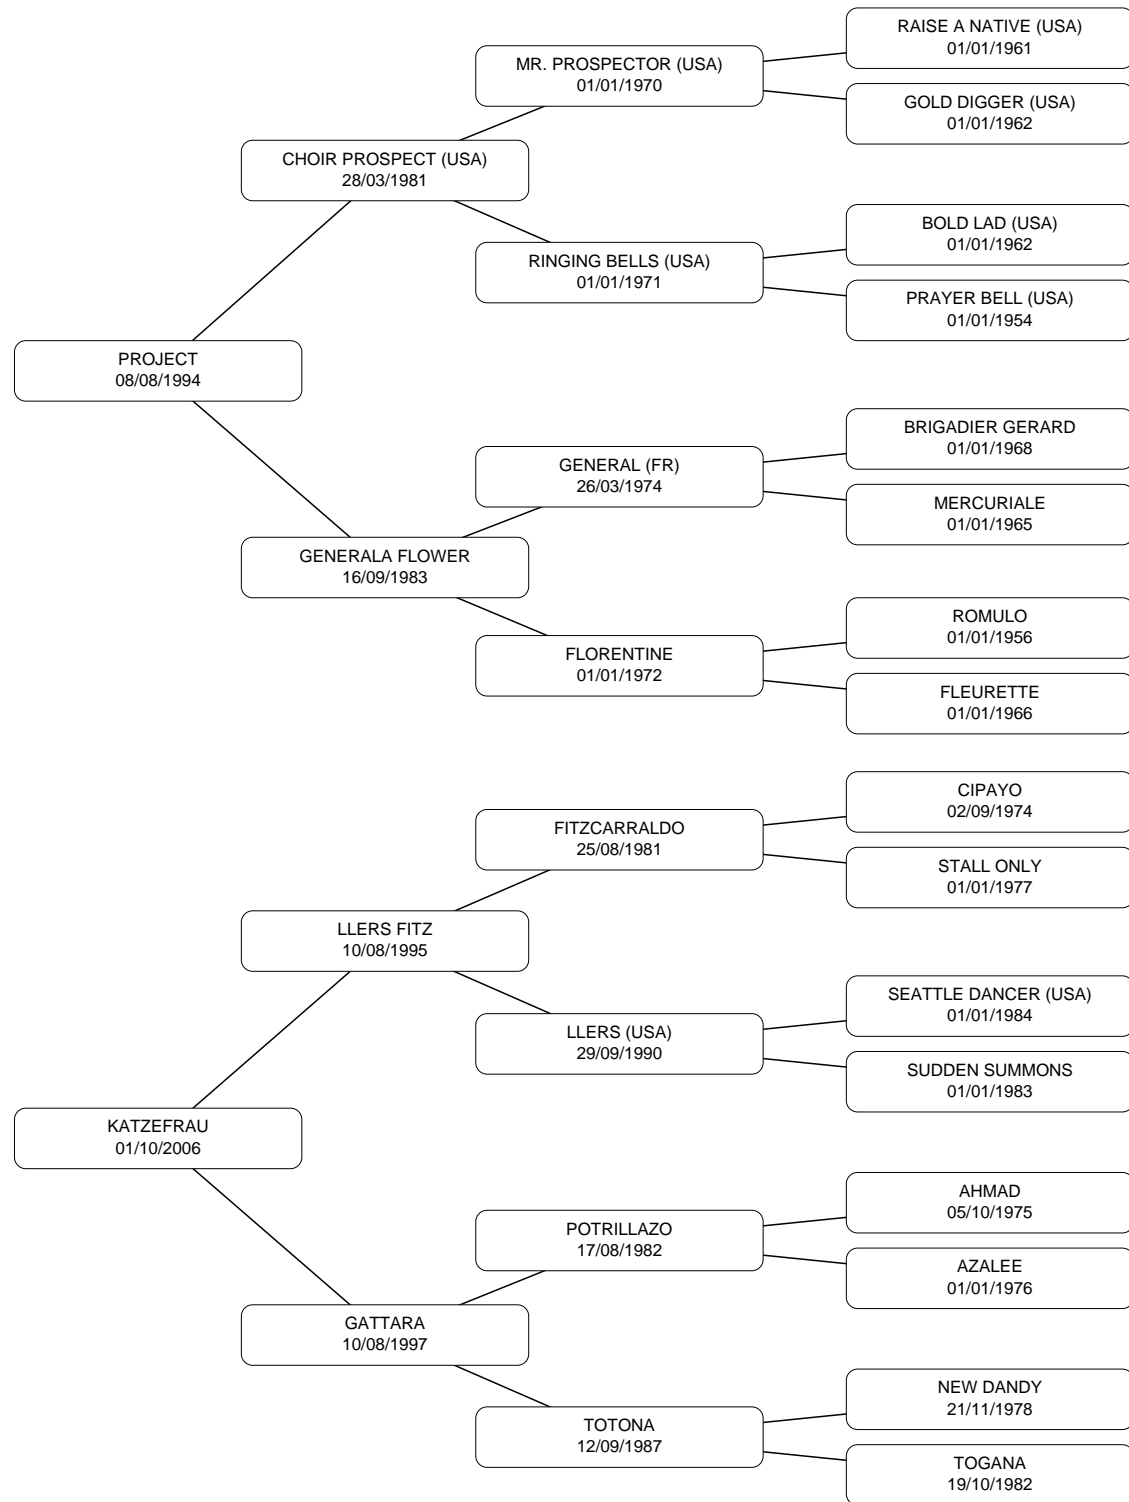 RAISE A NATIVE (USA)
01/01/1961
MR. PROSPECTOR (USA)
01/01/1970
GOLD DIGGER (USA)
01/01/1962
CHOIR PROSPECT (USA)
28/03/1981
BOLD LAD (USA)
01/01/1962
RINGING BELLS (USA)
01/01/1971
PRAYER BELL (USA)
01/01/1954
PROJECT
08/08/1994
BRIGADIER GERARD
01/01/1968
GENERAL (FR)
26/03/1974
MERCURIALE
01/01/1965
GENERALA FLOWER
16/09/1983
ROMULO
01/01/1956
FLORENTINE
01/01/1972
FLEURETTE
01/01/1966
CIPAYO
02/09/1974
FITZCARRALDO
25/08/1981
STALL ONLY
01/01/1977
LLERS FITZ
10/08/1995
SEATTLE DANCER (USA)
01/01/1984
LLERS (USA)
29/09/1990
SUDDEN SUMMONS
01/01/1983
KATZEFRAU
01/10/2006
AHMAD
05/10/1975
POTRILLAZO
17/08/1982
AZALEE
01/01/1976
GATTARA
10/08/1997
NEW DANDY
21/11/1978
TOTONA
12/09/1987
TOGANA
19/10/1982